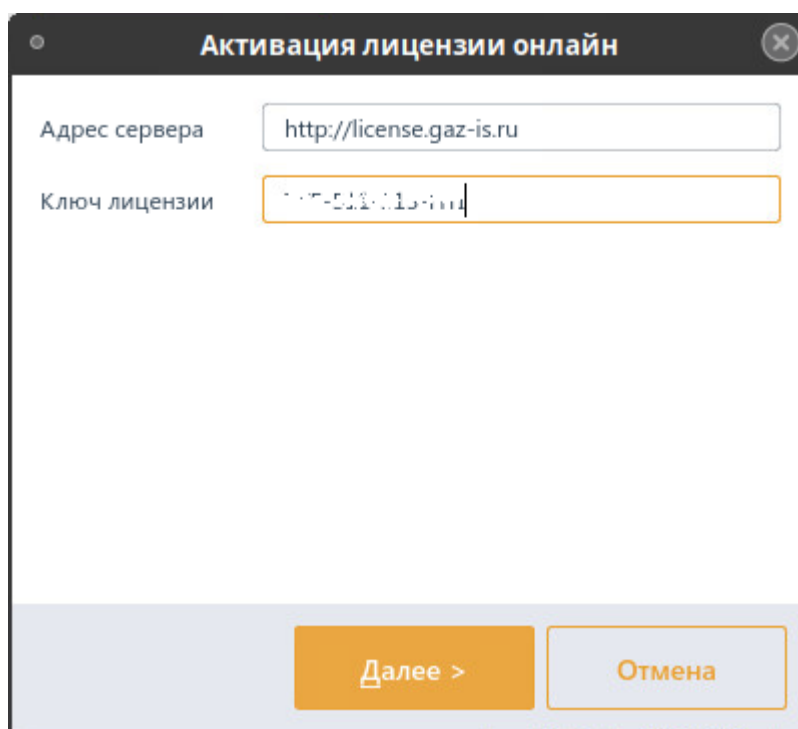 Активация лицензии онлайн
Адрес сервера http://license.gaz-is.ru
Ключ лицензии
Далее > Отмена